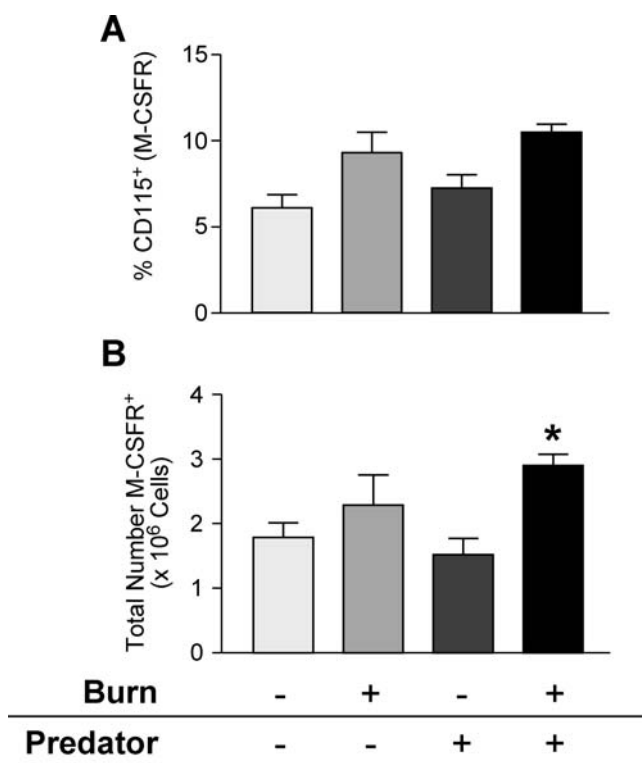 A
15
10
5
0
% CD115⁺ (M-CSFR)
B
4
3
2
1
0
Total Number M-CSFR⁺
(x 10⁶ Cells)
*
Burn - + - +
Predator - - + +